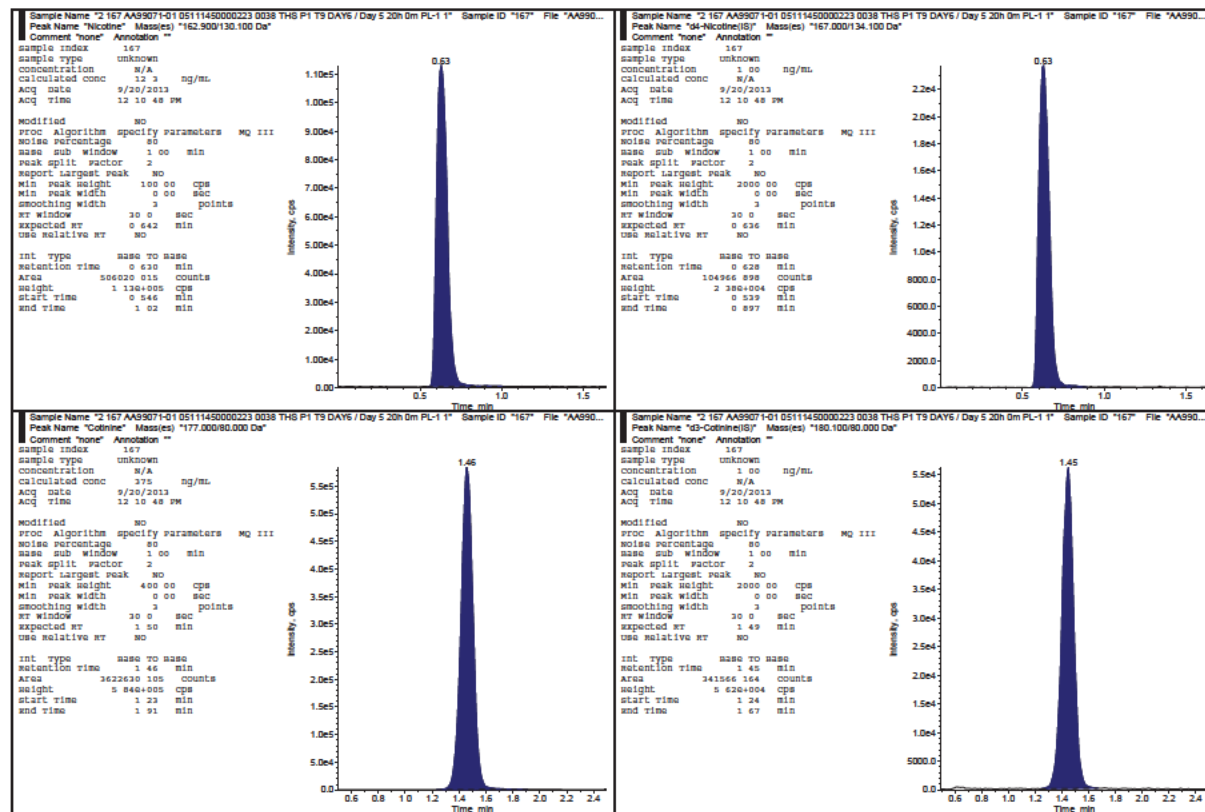 Sample Name "2 167 AA99071-01 05111450000223 0038 THS P1 T9 DAY6 / Day 5 20h 0m PL-1 1" Sample ID "167" File "AA990...
Peak Name "Nicotine" Mass(es) "162.900/130.100 Da"
Comment "none" Annotation ""
Sample Index 167
Sample Type Unknown
Concentration N/A
Calculated Conc 12 3 ng/mL
Acq Date 9/20/2013
Acq Time 12 10 48 PM
Modified No
Proc Algorithm Specify Parameters MQ III
Noise Percentage 80
Base Sub Window 1 00 min
Peak Split Factor 2
Report Largest Peak No
Min Peak Height 100 00 cps
Min Peak Width 0 00 sec
Smoothing Width 3 points
RT Window 30 0 sec
Expected RT 0 642 min
Use Relative RT No
Int Type Base To Base
Retention Time 0 630 min
Area 506020 015 counts
Height 1 13e+005 cps
Start Time 0 546 min
End Time 1 02 min
0.63
Intensity, cps
1.10e5
1.00e5
9.00e4
8.00e4
7.00e4
6.00e4
5.00e4
4.00e4
3.00e4
2.00e4
1.00e4
0.00
0.5 1.0 1.5
Time, min
Sample Name "2 167 AA99071-01 05111450000223 0038 THS P1 T9 DAY6 / Day 5 20h 0m PL-1 1" Sample ID "167" File "AA990...
Peak Name "d4-Nicotine(IS)" Mass(es) "167.000/134.100 Da"
Comment "none" Annotation ""
Sample Index 167
Sample Type Unknown
Concentration 1 00 ng/mL
Calculated Conc N/A
Acq Date 9/20/2013
Acq Time 12 10 48 PM
Modified No
Proc Algorithm Specify Parameters MQ III
Noise Percentage 80
Base Sub Window 1 00 min
Peak Split Factor 2
Report Largest Peak No
Min Peak Height 2000 00 cps
Min Peak Width 0 00 sec
Smoothing Width 3 points
RT Window 30 0 sec
Expected RT 0 636 min
Use Relative RT No
Int Type Base To Base
Retention Time 0 628 min
Area 104966 898 counts
Height 2 38e+004 cps
Start Time 0 539 min
End Time 0 897 min
0.63
Intensity, cps
2.2e4
2.0e4
1.8e4
1.6e4
1.4e4
1.2e4
1.0e4
8000.0
6000.0
4000.0
2000.0
0.0
0.5 1.0 1.5
Time, min
Sample Name "2 167 AA99071-01 05111450000223 0038 THS P1 T9 DAY6 / Day 5 20h 0m PL-1 1" Sample ID "167" File "AA990...
Peak Name "Cotinine" Mass(es) "177.000/80.000 Da"
Comment "none" Annotation ""
Sample Index 167
Sample Type Unknown
Concentration N/A
Calculated Conc 375 ng/mL
Acq Date 9/20/2013
Acq Time 12 10 48 PM
Modified No
Proc Algorithm Specify Parameters MQ III
Noise Percentage 80
Base Sub Window 1 00 min
Peak Split Factor 2
Report Largest Peak No
Min Peak Height 400 00 cps
Min Peak Width 0 00 sec
Smoothing Width 3 points
RT Window 30 0 sec
Expected RT 1 50 min
Use Relative RT No
Int Type Base To Base
Retention Time 1 46 min
Area 3622630 105 counts
Height 5 84e+005 cps
Start Time 1 23 min
End Time 1 91 min
1.46
Intensity, cps
5.5e5
5.0e5
4.5e5
4.0e5
3.5e5
3.0e5
2.5e5
2.0e5
1.5e5
1.0e5
5.0e4
0.0
0.6 0.8 1.0 1.2 1.4 1.6 1.8 2.0 2.2 2.4
Time, min
Sample Name "2 167 AA99071-01 05111450000223 0038 THS P1 T9 DAY6 / Day 5 20h 0m PL-1 1" Sample ID "167" File "AA990...
Peak Name "d3-Cotinine(IS)" Mass(es) "180.100/80.000 Da"
Comment "none" Annotation ""
Sample Index 167
Sample Type Unknown
Concentration 1 00 ng/mL
Calculated Conc N/A
Acq Date 9/20/2013
Acq Time 12 10 48 PM
Modified No
Proc Algorithm Specify Parameters MQ III
Noise Percentage 80
Base Sub Window 1 00 min
Peak Split Factor 2
Report Largest Peak No
Min Peak Height 2000 00 cps
Min Peak Width 0 00 sec
Smoothing Width 3 points
RT Window 30 0 sec
Expected RT 1 49 min
Use Relative RT No
Int Type Base To Base
Retention Time 1 45 min
Area 341566 164 counts
Height 5 62e+004 cps
Start Time 1 24 min
End Time 1 67 min
1.45
Intensity, cps
5.5e4
5.0e4
4.5e4
4.0e4
3.5e4
3.0e4
2.5e4
2.0e4
1.5e4
1.0e4
5000.0
0.0
0.6 0.8 1.0 1.2 1.4 1.6 1.8 2.0 2.2 2.4
Time, min